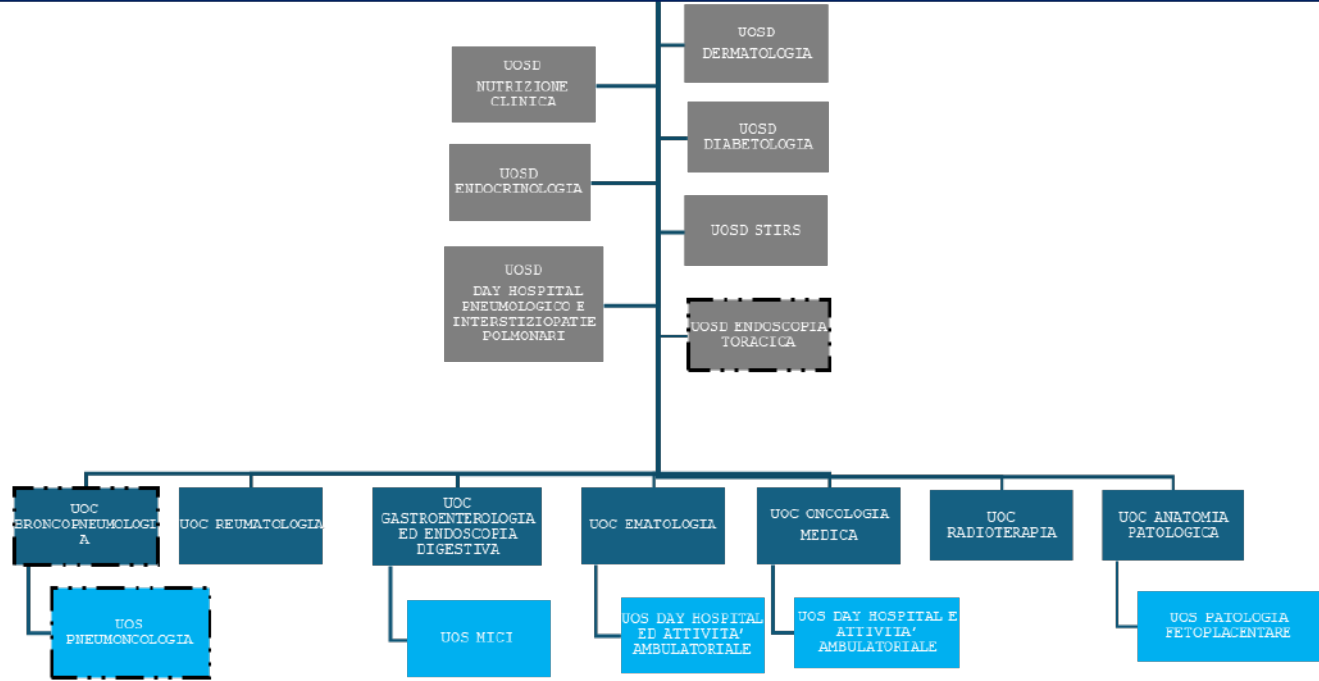 UOSD
DERMATOLOGIA
UOSD
NUTRIZIONE
CLINICA
UOSD
DIABETOLOGIA
UOSD
ENDOCRINOLOGIA
UOSD STIRS
UOSD
DAY HOSPITAL
PNEUMOLOGICO E
INTERSTIZIOPATIE
POLMONARI
UOSD ENDOSCOPIA
TORACICA
UOC
BRONCOPNEUMOLOGI
A
UOC REUMATOLOGIA
UOC
GASTROENTEROLOGIA
ED ENDOSCOPIA
DIGESTIVA
UOC EMATOLOGIA
UOC ONCOLOGIA
MEDICA
UOC
RADIOTERAPIA
UOC ANATOMIA
PATOLOGICA
UOS
PNEUMONCOLOGIA
UOS MICI
UOS DAY HOSPITAL
ED ATTIVITA’
AMBULATORIALE
UOS DAY HOSPITAL E
ATTIVITA’
AMBULATORIALE
UOS PATOLOGIA
FETOPLACENTARE